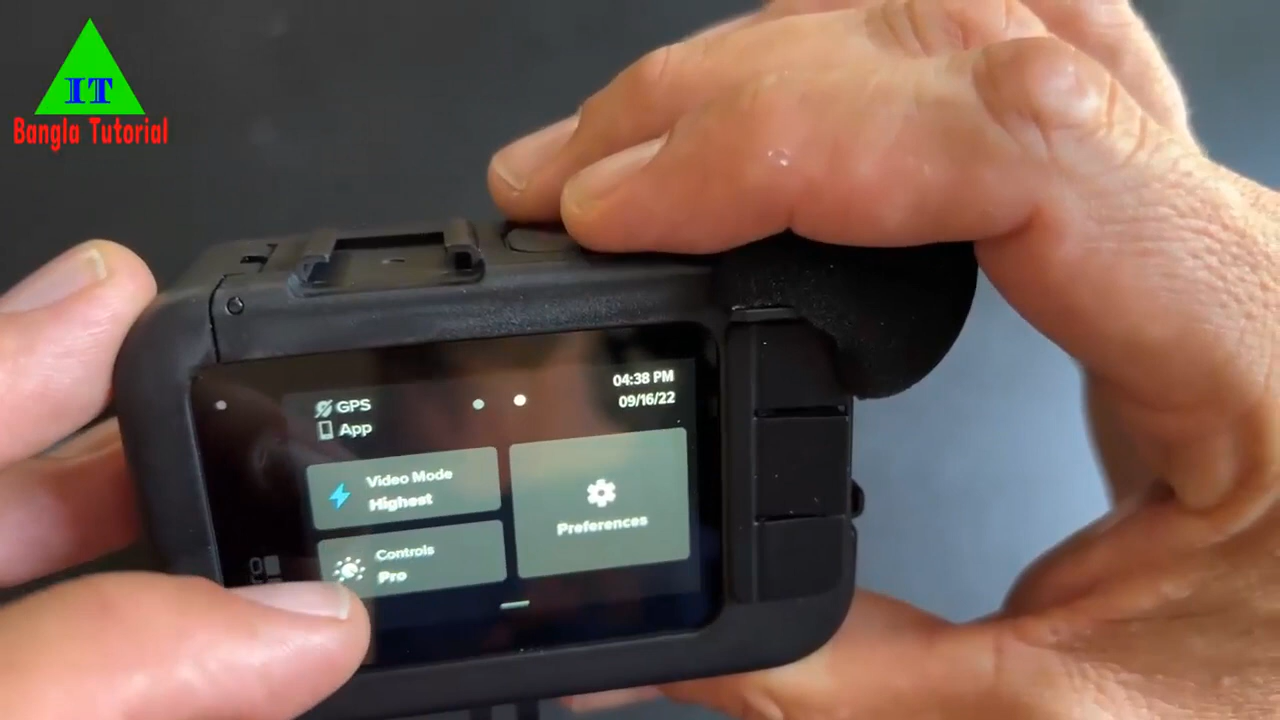 IT
Bangla Tutorial
04:38 PM
09/16/22
GPS
App
Video Mode
Highest
Controls
Pro
Preferences